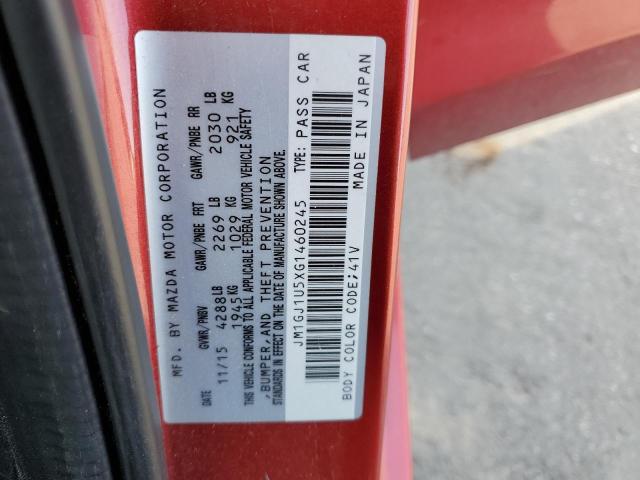 MFD. BY MAZDA MOTOR CORPORATION
DATE GVWR/PNBV GAWR/PNBE FRT GAWR/PNBE RR
11/15 4288LB 2269 LB 2030 LB
1945KG 1029 KG 921 KG
THIS VEHICLE CONFORMS TO ALL APPLICABLE FEDERAL MOTOR VEHICLE SAFETY
,BUMPER,AND THEFT PREVENTION
STANDARDS IN EFFECT ON THE DATE OF MANUFACTURE SHOWN ABOVE.
JM1GJ1U5XG1460245 TYPE: PASS CAR
BODY COLOR CODE;41V MADE IN JAPAN